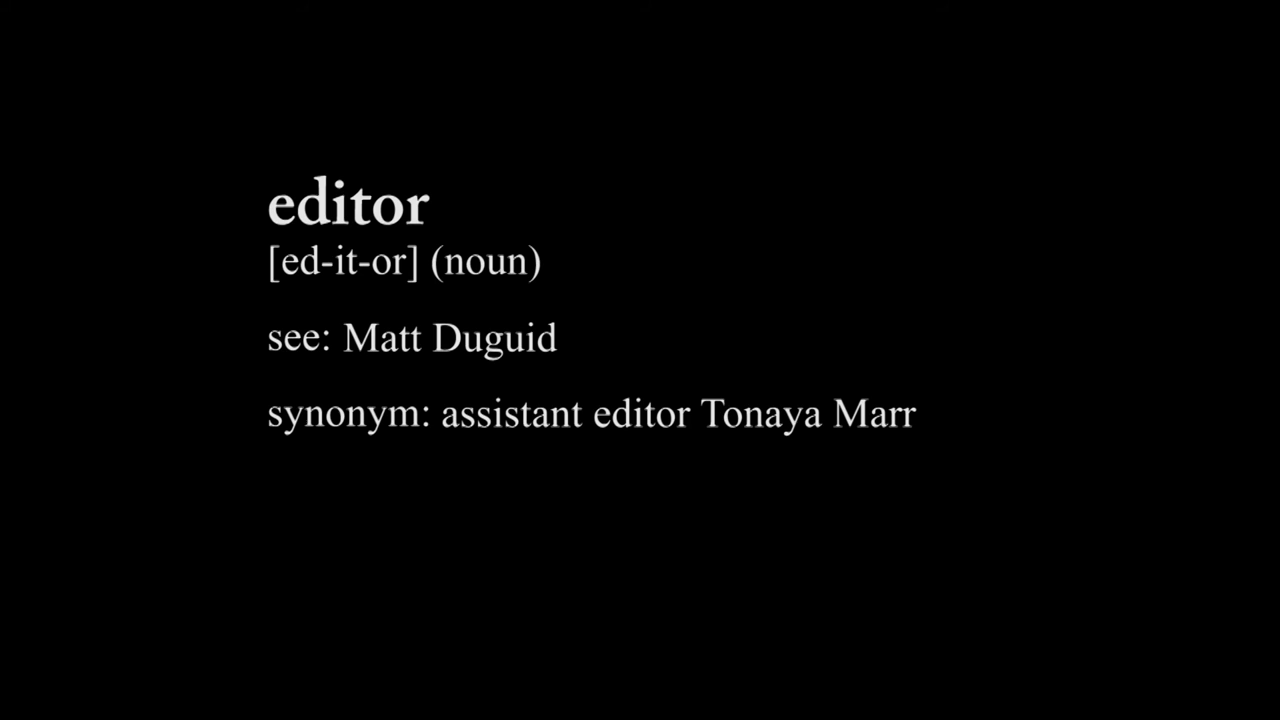 editor
[ed-it-or] (noun)
see: Matt Duguid
synonym: assistant editor Tonaya Marr